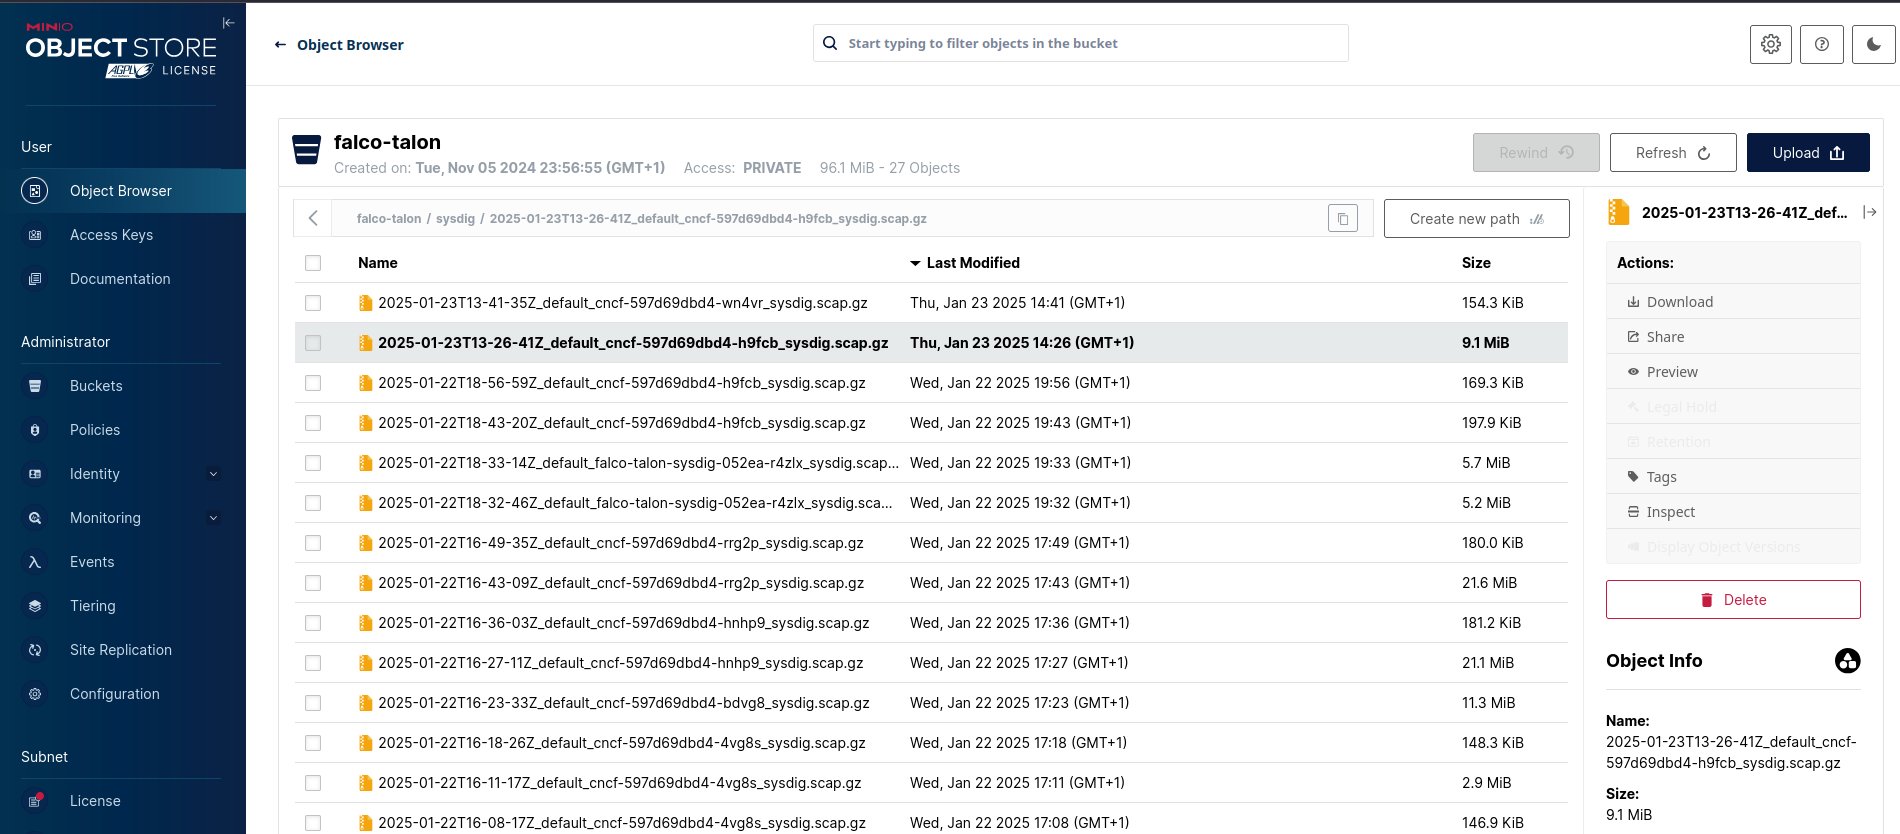 MINIO
OBJECT STORE
AGPLv3 LICENSE
User
Object Browser
Access Keys
Documentation
Administrator
Buckets
Policies
Identity
Monitoring
Events
Tiering
Site Replication
Configuration
Subnet
License
Object Browser
Start typing to filter objects in the bucket
falco-talon
Created on: Tue, Nov 05 2024 23:56:55 (GMT+1) Access: PRIVATE 96.1 MiB - 27 Objects
Rewind
Refresh
Upload
falco-talon / sysdig / 2025-01-23T13-26-41Z_default_cncf-597d69dbd4-h9fcb_sysdig.scap.gz
Create new path
Name Last Modified Size
2025-01-23T13-41-35Z_default_cncf-597d69dbd4-wn4vr_sysdig.scap.gz Thu, Jan 23 2025 14:41 (GMT+1) 154.3 KiB
2025-01-23T13-26-41Z_default_cncf-597d69dbd4-h9fcb_sysdig.scap.gz Thu, Jan 23 2025 14:26 (GMT+1) 9.1 MiB
2025-01-22T18-56-59Z_default_cncf-597d69dbd4-h9fcb_sysdig.scap.gz Wed, Jan 22 2025 19:56 (GMT+1) 169.3 KiB
2025-01-22T18-43-20Z_default_cncf-597d69dbd4-h9fcb_sysdig.scap.gz Wed, Jan 22 2025 19:43 (GMT+1) 197.9 KiB
2025-01-22T18-33-14Z_default_falco-talon-sysdig-052ea-r4zlx_sysdig.scap... Wed, Jan 22 2025 19:33 (GMT+1) 5.7 MiB
2025-01-22T18-32-46Z_default_falco-talon-sysdig-052ea-r4zlx_sysdig.sca... Wed, Jan 22 2025 19:32 (GMT+1) 5.2 MiB
2025-01-22T16-49-35Z_default_cncf-597d69dbd4-rrg2p_sysdig.scap.gz Wed, Jan 22 2025 17:49 (GMT+1) 180.0 KiB
2025-01-22T16-43-09Z_default_cncf-597d69dbd4-rrg2p_sysdig.scap.gz Wed, Jan 22 2025 17:43 (GMT+1) 21.6 MiB
2025-01-22T16-36-03Z_default_cncf-597d69dbd4-hnhp9_sysdig.scap.gz Wed, Jan 22 2025 17:36 (GMT+1) 181.2 KiB
2025-01-22T16-27-11Z_default_cncf-597d69dbd4-hnhp9_sysdig.scap.gz Wed, Jan 22 2025 17:27 (GMT+1) 21.1 MiB
2025-01-22T16-23-33Z_default_cncf-597d69dbd4-bdvg8_sysdig.scap.gz Wed, Jan 22 2025 17:23 (GMT+1) 11.3 MiB
2025-01-22T16-18-26Z_default_cncf-597d69dbd4-4vg8s_sysdig.scap.gz Wed, Jan 22 2025 17:18 (GMT+1) 148.3 KiB
2025-01-22T16-11-17Z_default_cncf-597d69dbd4-4vg8s_sysdig.scap.gz Wed, Jan 22 2025 17:11 (GMT+1) 2.9 MiB
2025-01-22T16-08-17Z_default_cncf-597d69dbd4-4vg8s_sysdig.scap.gz Wed, Jan 22 2025 17:08 (GMT+1) 146.9 KiB
2025-01-23T13-26-41Z_def...
Actions:
Download
Share
Preview
Legal Hold
Retention
Tags
Inspect
Display Object Versions
Delete
Object Info
Name:
2025-01-23T13-26-41Z_default_cncf-
597d69dbd4-h9fcb_sysdig.scap.gz
Size:
9.1 MiB